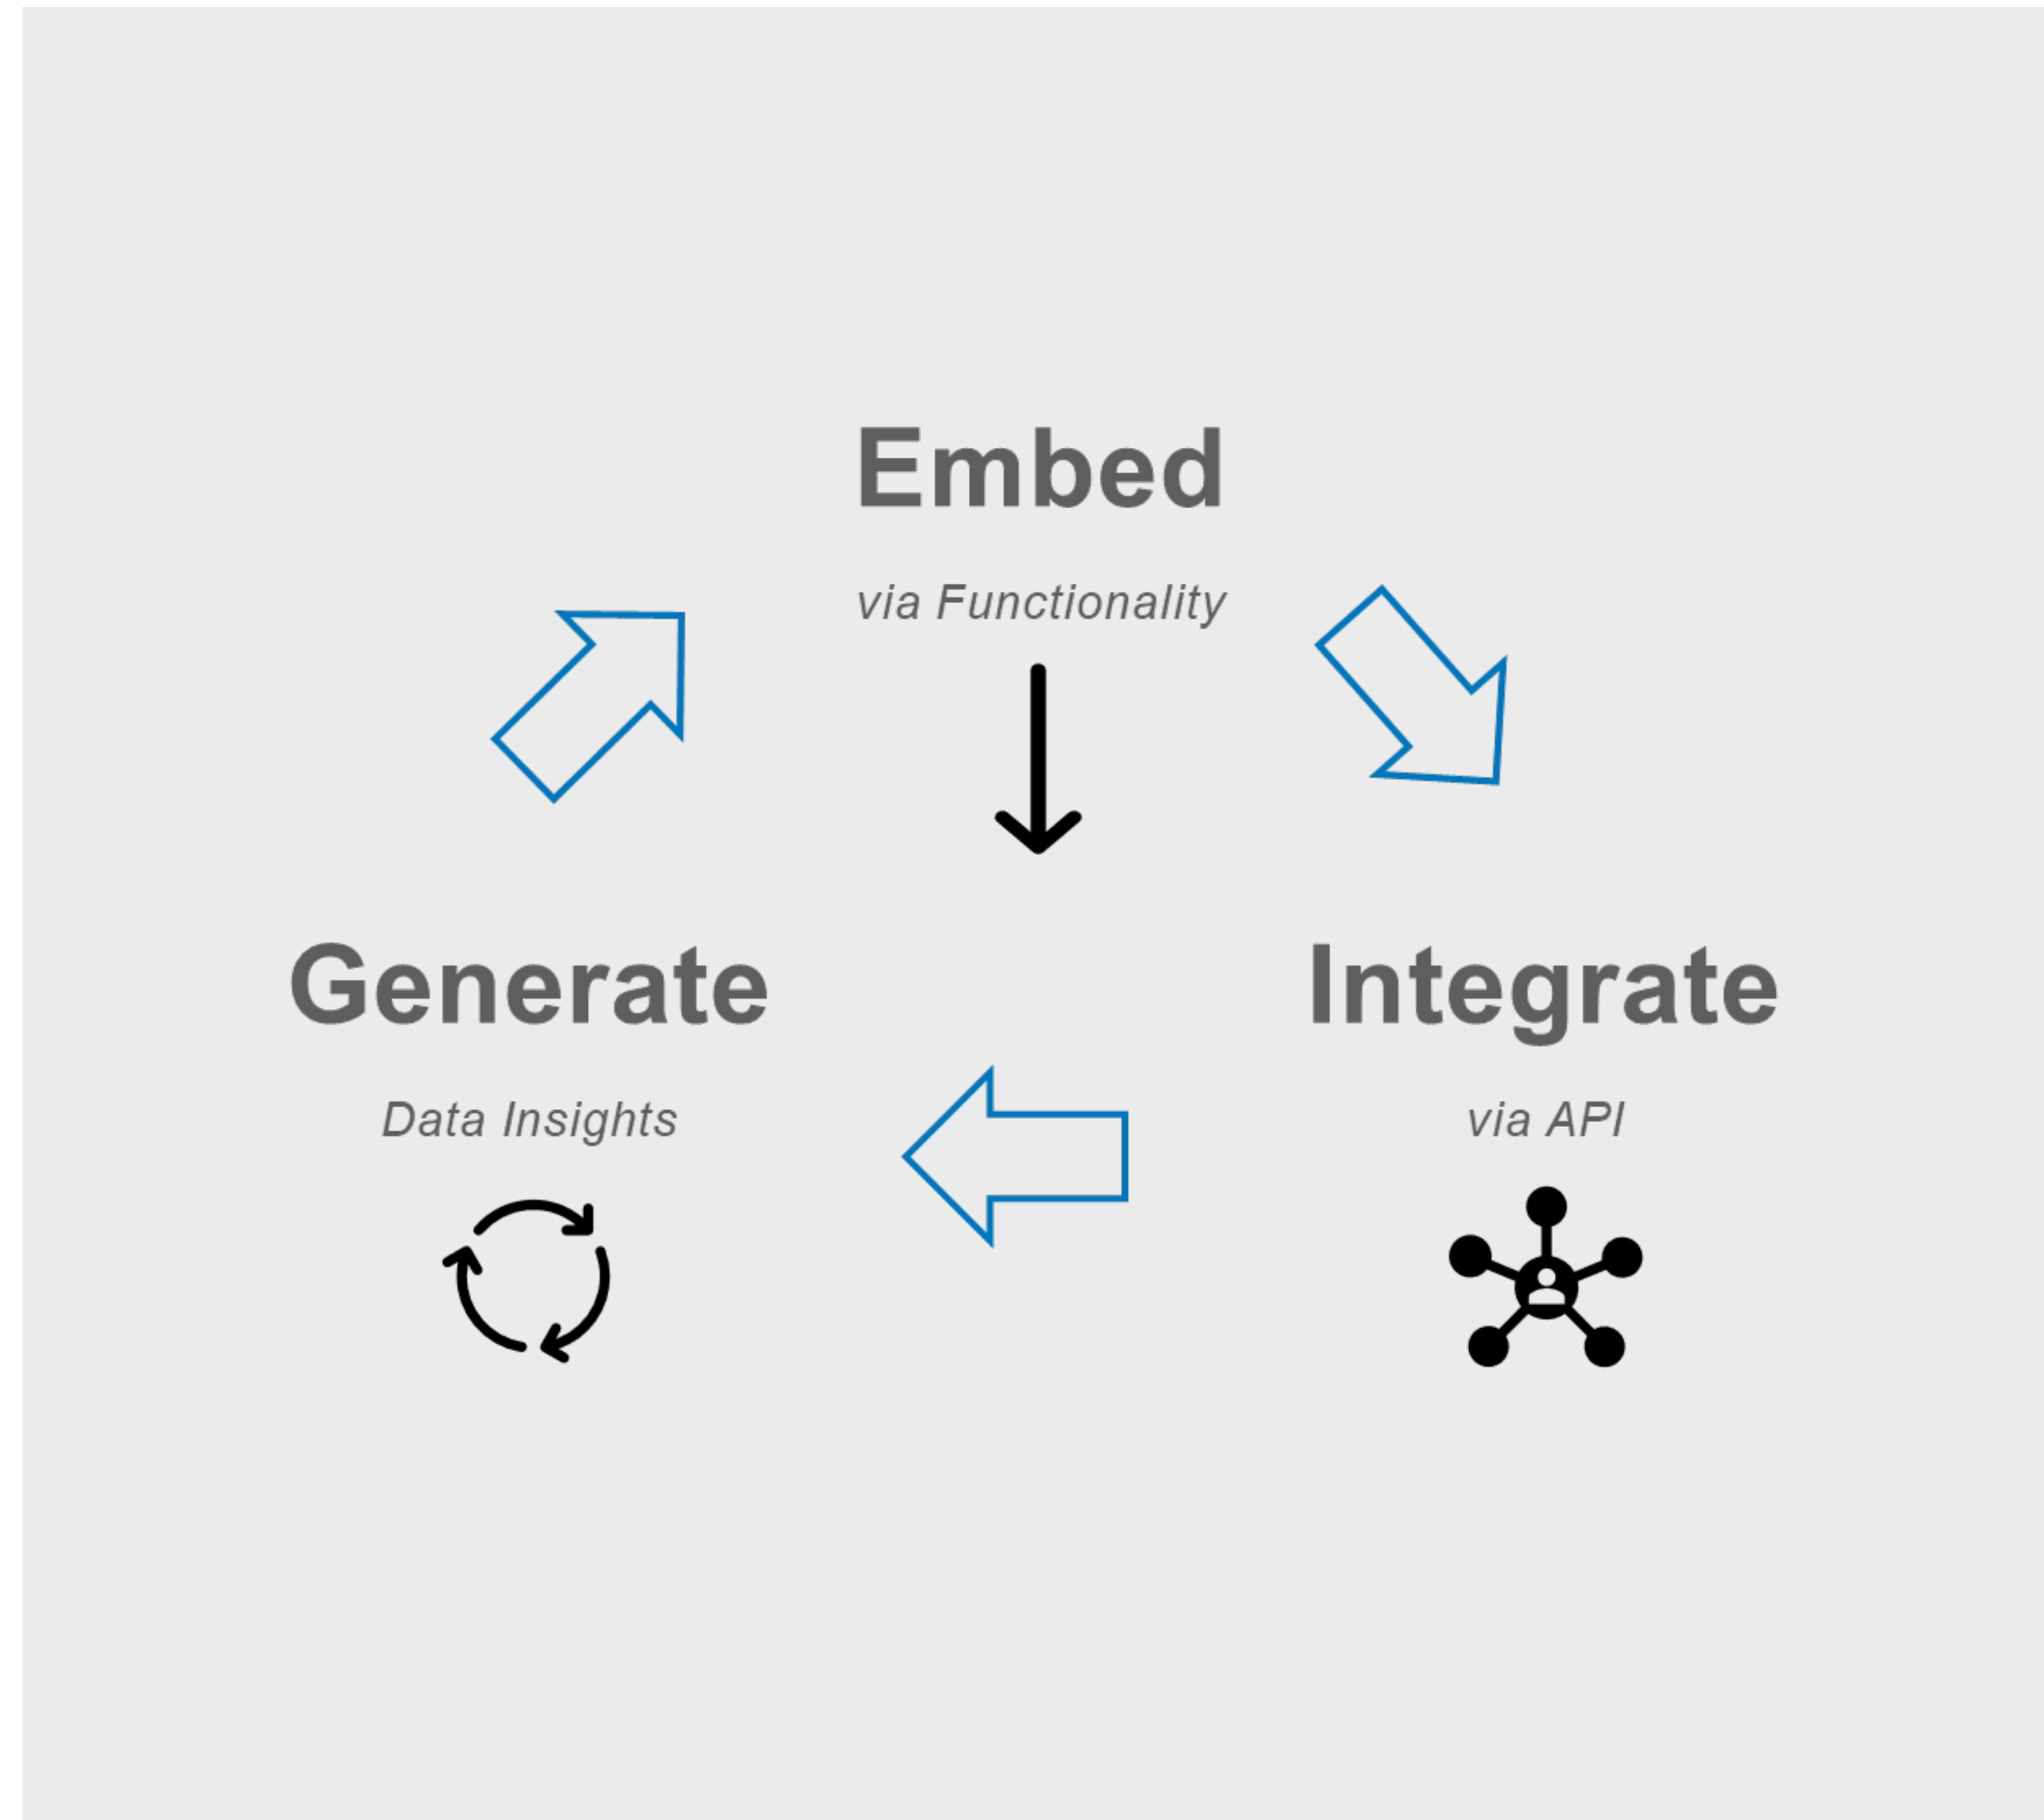 Embed
via Functionality
Generate
Data Insights
Integrate
via API